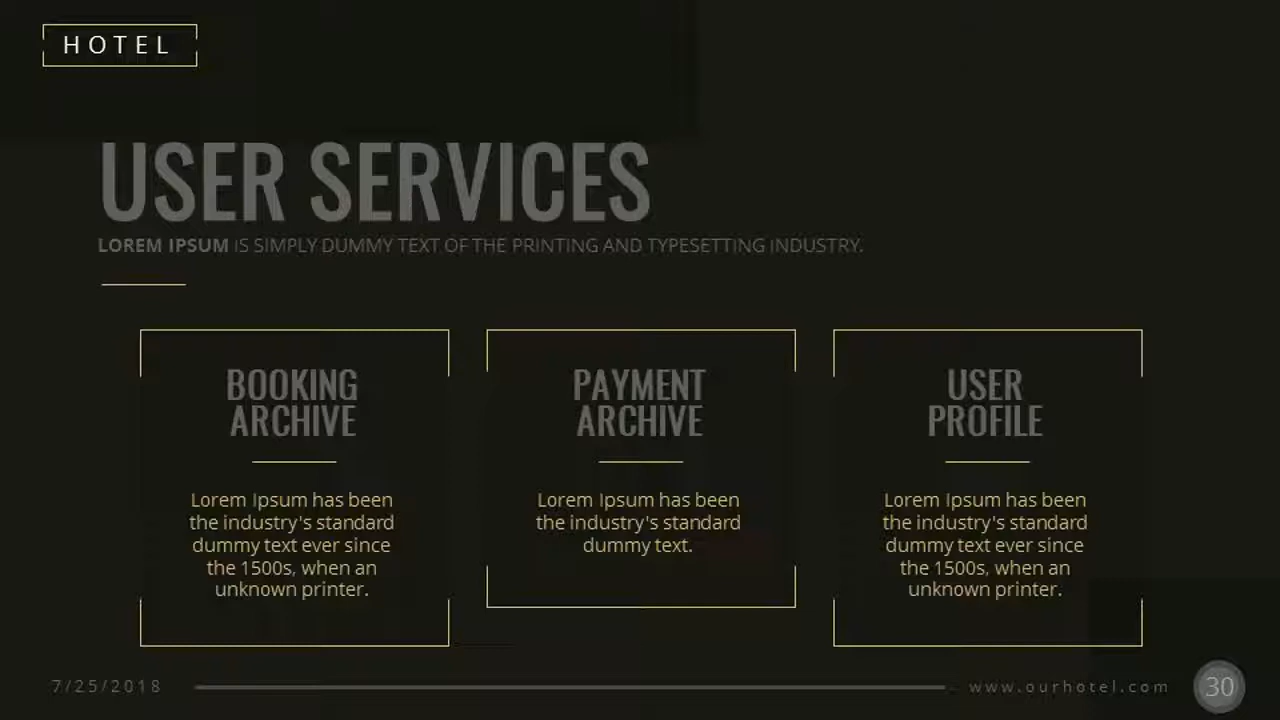 HOTEL
USER SERVICES
LOREM IPSUM IS SIMPLY DUMMY TEXT OF THE PRINTING AND TYPESETTING INDUSTRY.
BOOKING
ARCHIVE
Lorem Ipsum has been
the industry's standard
dummy text ever since
the 1500s, when an
unknown printer.
PAYMENT
ARCHIVE
Lorem Ipsum has been
the industry's standard
dummy text.
USER
PROFILE
Lorem Ipsum has been
the industry's standard
dummy text ever since
the 1500s, when an
unknown printer.
7/25/2018
www.ourhotel.com
30